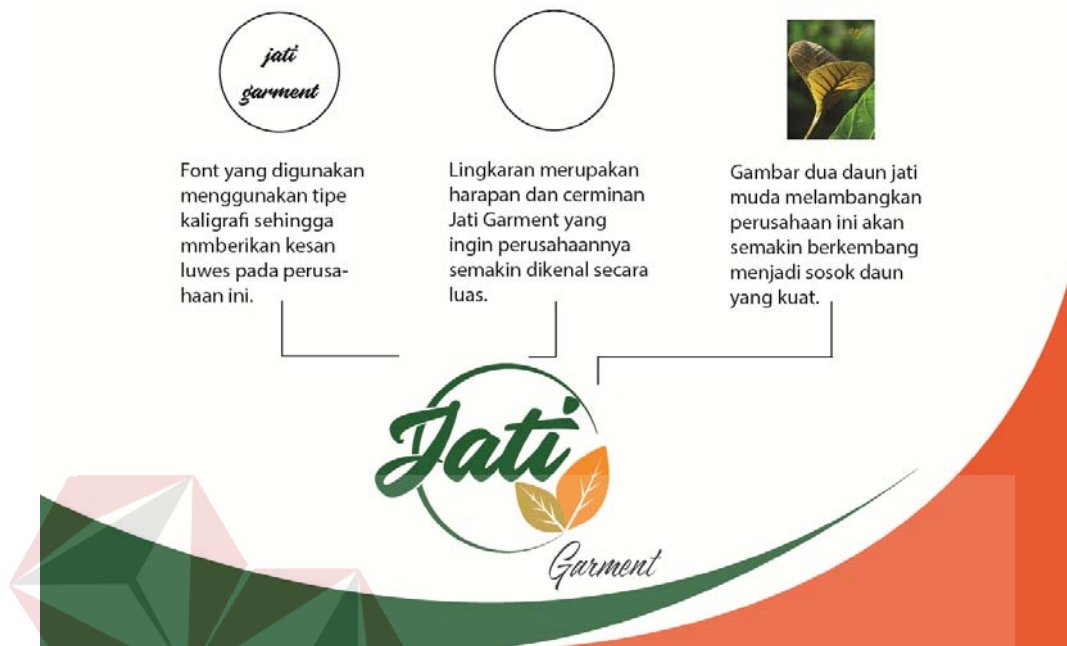 jati
garment
Font yang digunakan
menggunakan tipe
kaligrafi sehingga
mmberikan kesan
luwes pada perusa-
haan ini.
Lingkaran merupakan
harapan dan cerminan
Jati Garment yang
ingin perusahaannya
semakin dikenal secara
luas.
Gambar dua daun jati
muda melambangkan
perusahaan ini akan
semakin berkembang
menjadi sosok daun
yang kuat.
Jati
Garment